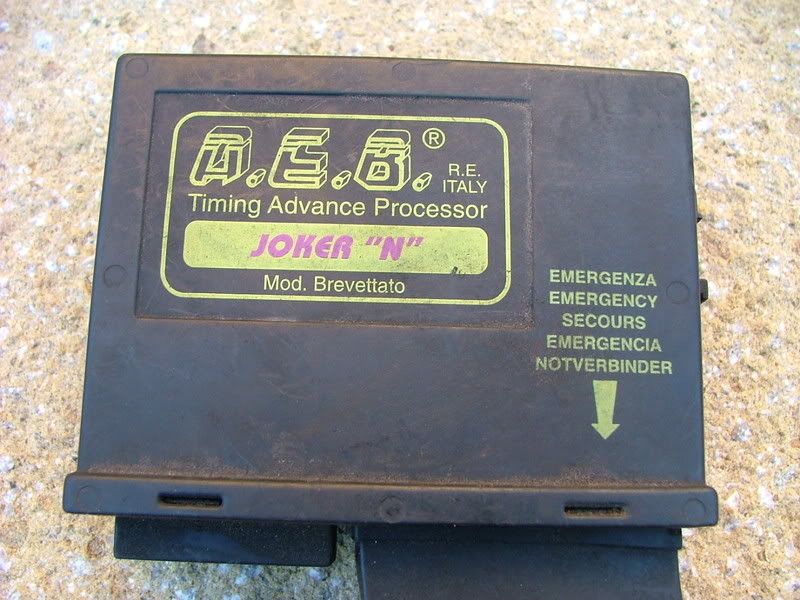 A.E.B.®
R.E.
ITALY
Timing Advance Processor
JOKER "N"
Mod. Brevettato
EMERGENZA
EMERGENCY
SECOURS
EMERGENCIA
NOTVERBINDER